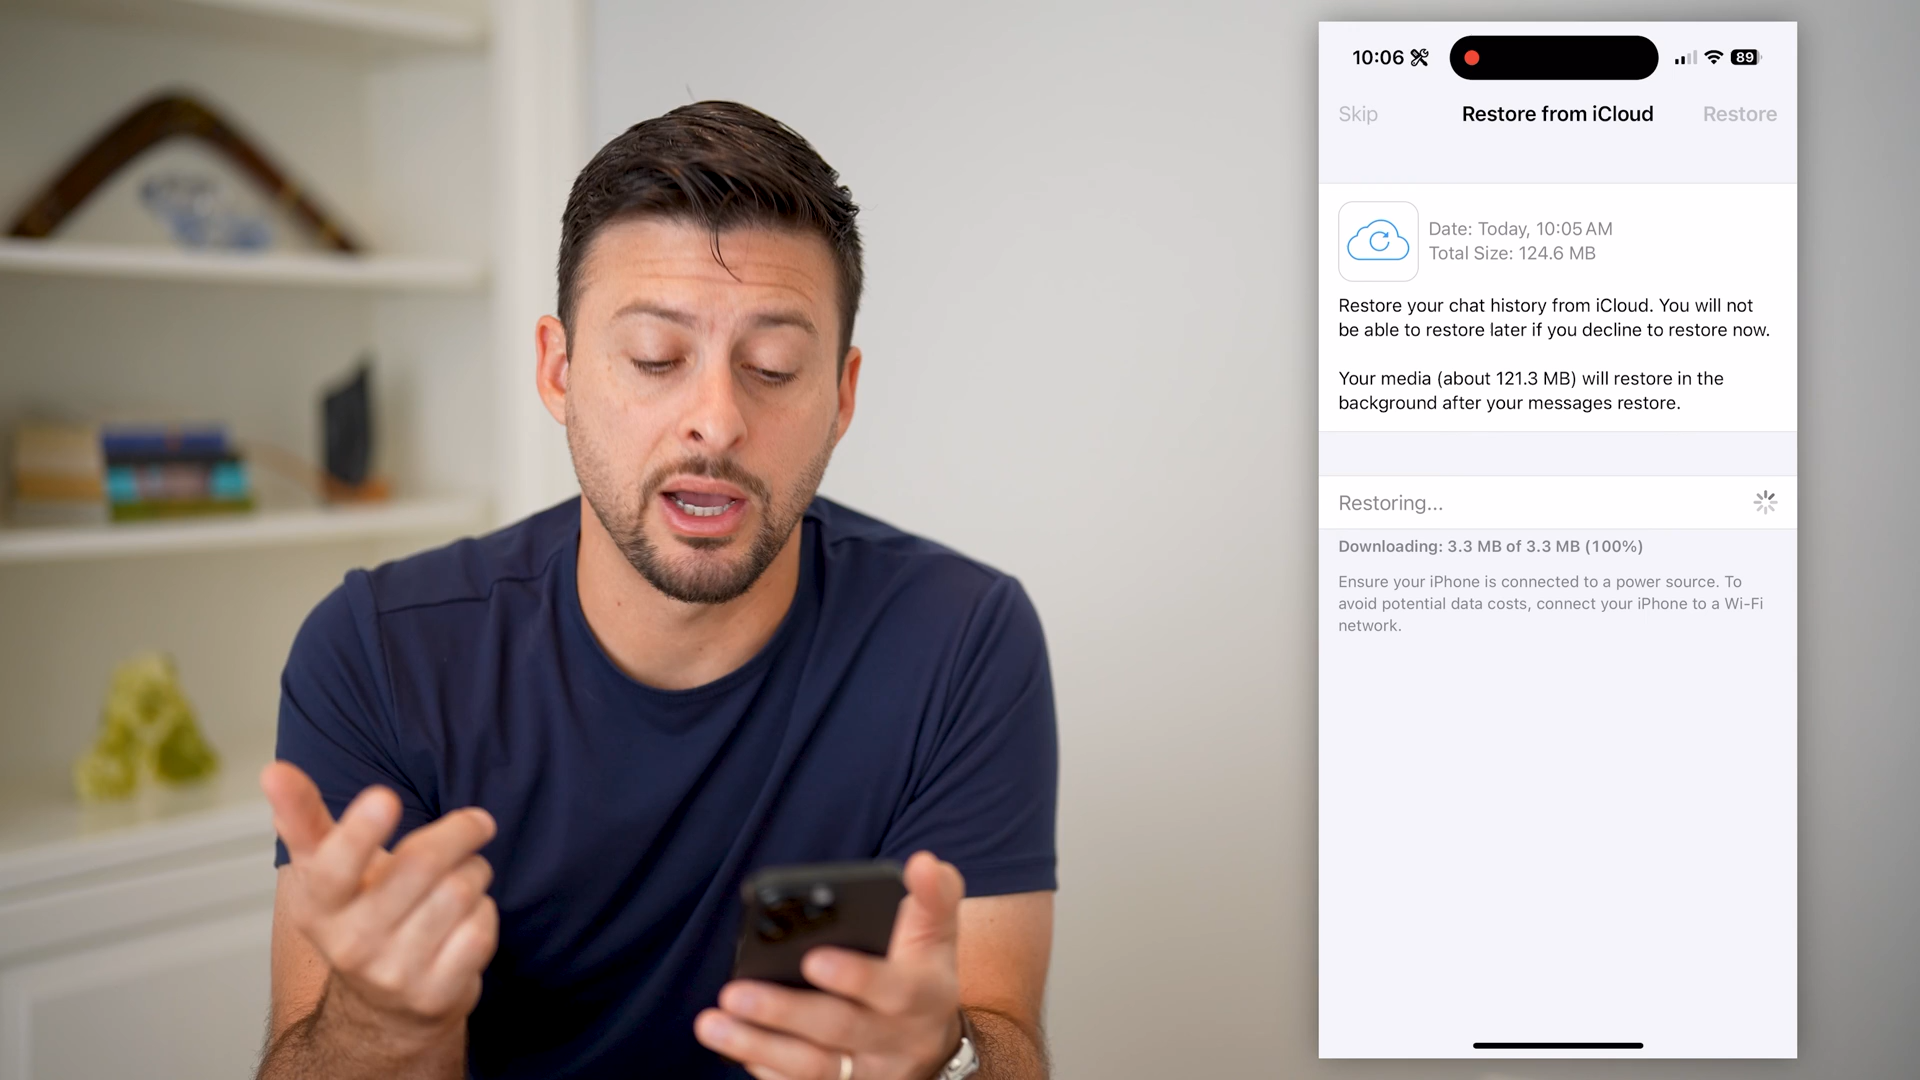 10:06
89
Skip
Restore from iCloud
Restore
Date: Today, 10:05 AM
Total Size: 124.6 MB
Restore your chat history from iCloud. You will not
be able to restore later if you decline to restore now.
Your media (about 121.3 MB) will restore in the
background after your messages restore.
Restoring...
Downloading: 3.3 MB of 3.3 MB (100%)
Ensure your iPhone is connected to a power source. To
avoid potential data costs, connect your iPhone to a Wi-Fi
network.